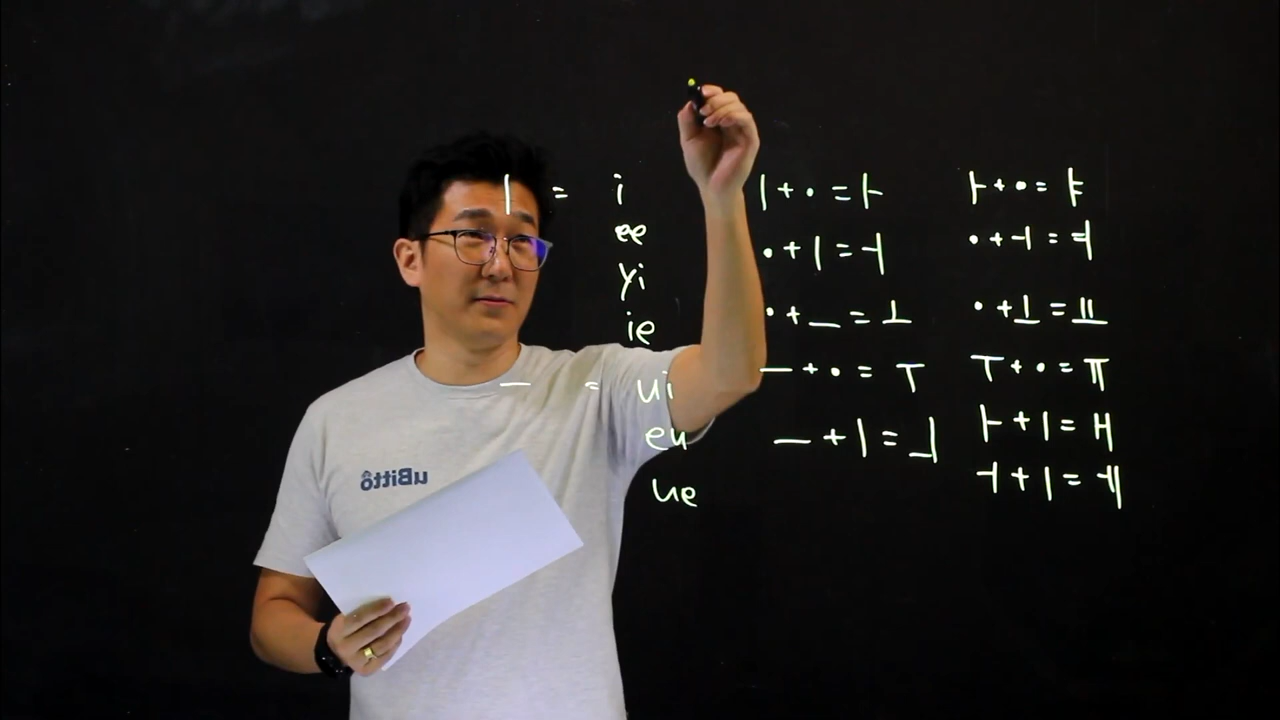 ㅣ = i
ee
yi
ie
ㅡ = ui
eu
ue
ㅣ+•=ㅏ
•+ㅣ=ㅓ
•+ㅡ=ㅗ
ㅡ+•=ㅜ
ㅡ+ㅣ=ㅢ
ㅏ+•=ㅑ
•+ㅓ=ㅕ
•+ㅗ=ㅛ
ㅜ+•=ㅠ
ㅏ+ㅣ=ㅐ
ㅓ+ㅣ=ㅔ
uBitto